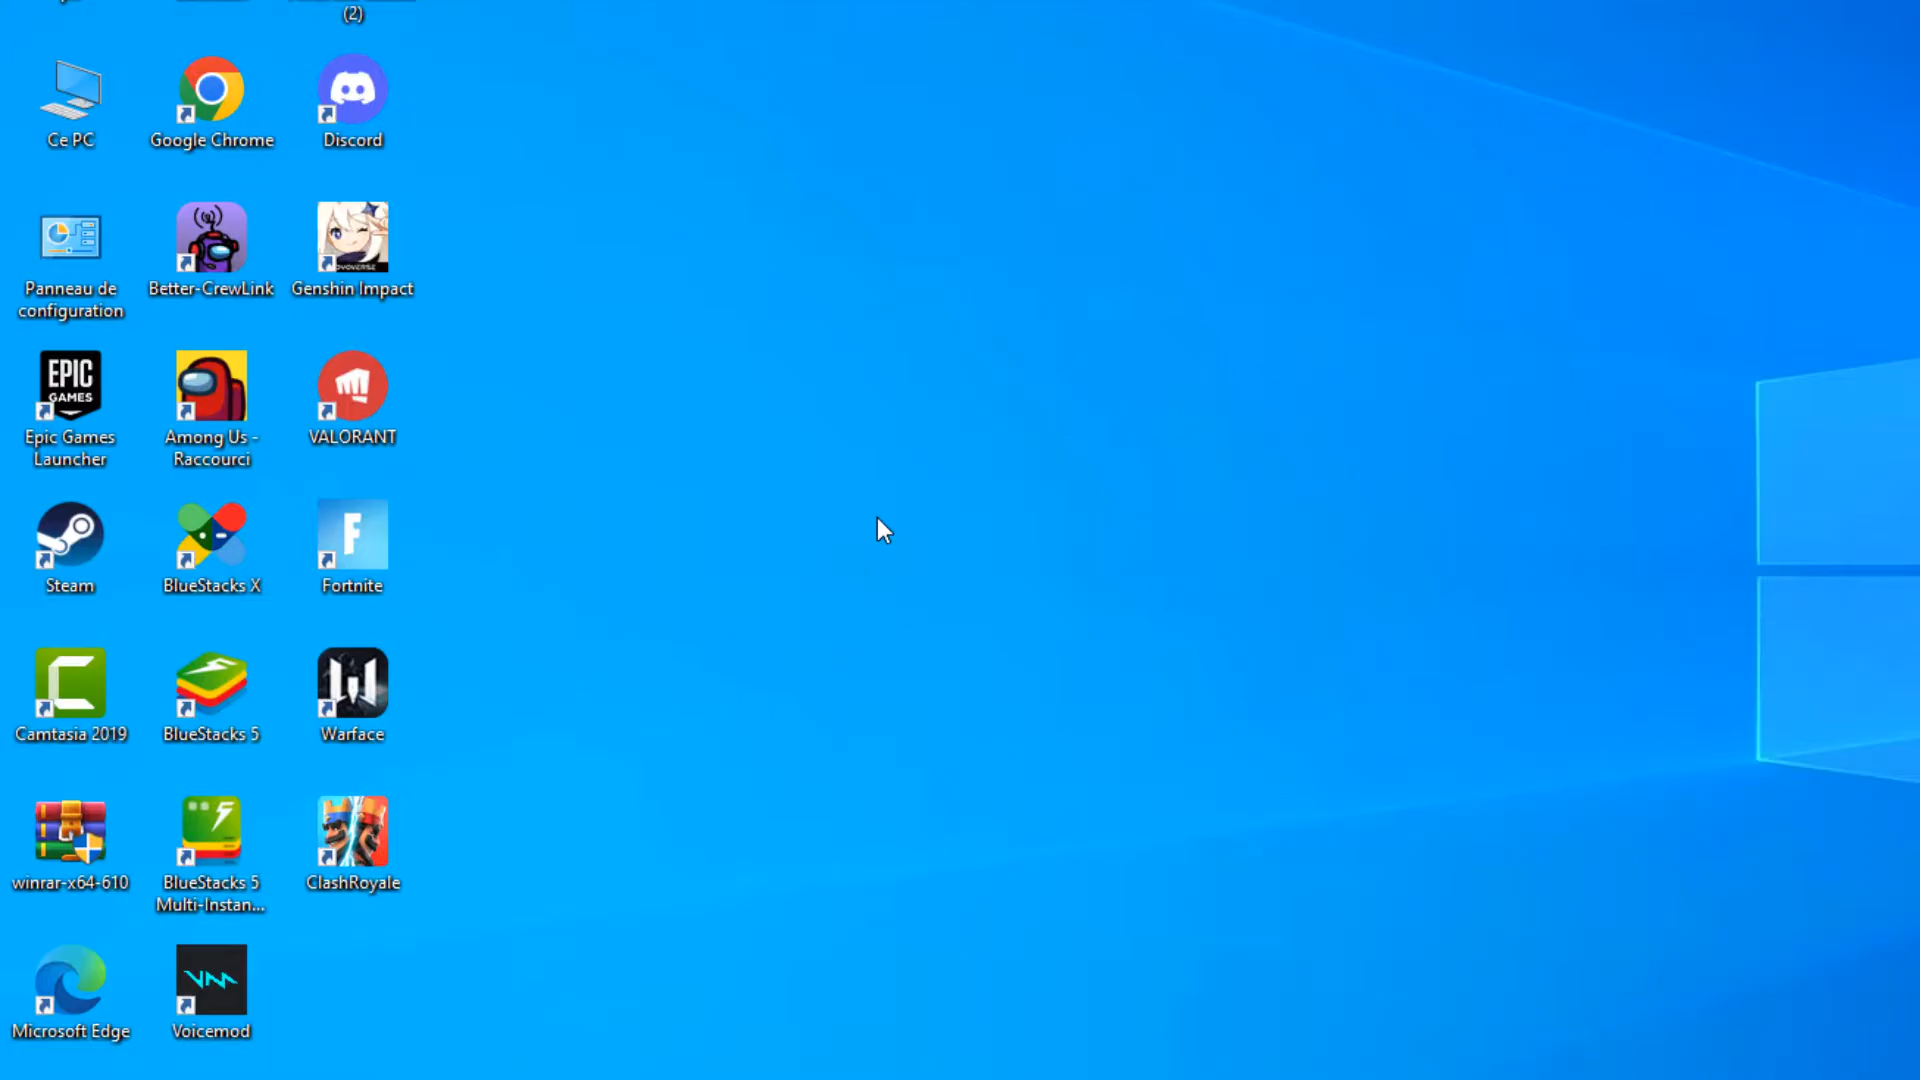 (2)
Ce PC
Google Chrome
Discord
Panneau de
configuration
Better-CrewLink
Genshin Impact
EPIC
GAMES
Epic Games
Launcher
Among Us -
Raccourci
VALORANT
Steam
BlueStacks X
F
Fortnite
C
Camtasia 2019
BlueStacks 5
W
Warface
winrar-x64-610
BlueStacks 5
Multi-Instan...
ClashRoyale
Microsoft Edge
VM
Voicemod